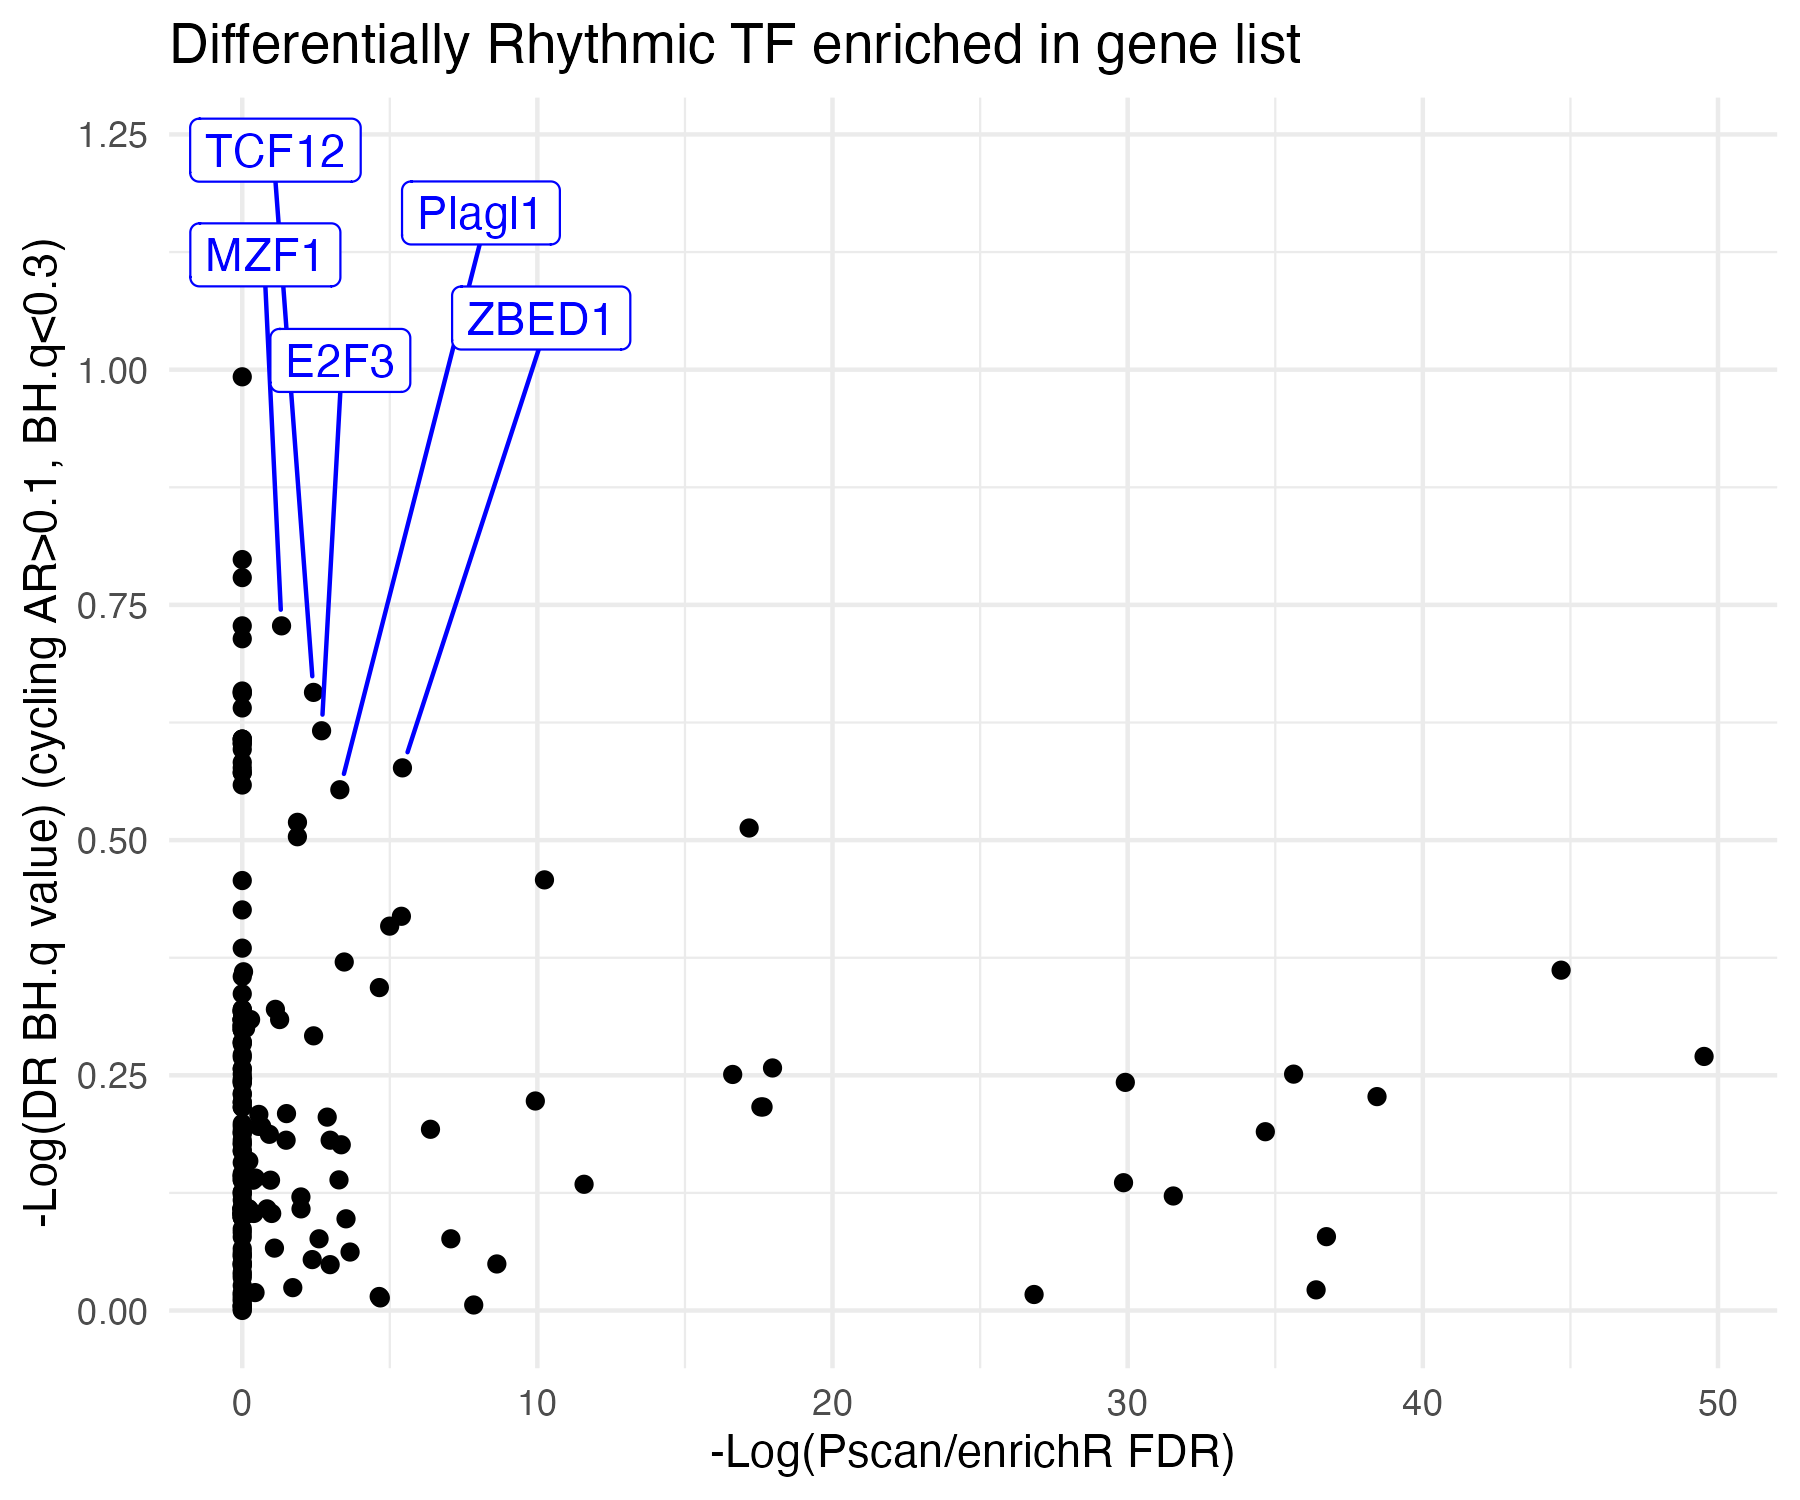 Differentially Rhythmic TF enriched in gene list
-Log(DR BH.q value) (cycling AR>0.1, BH.q<0.3)
1.25
1.00
0.75
0.50
0.25
0.00
TCF12
Plagl1
MZF1
ZBED1
E2F3
0
10
20
30
40
50
-Log(Pscan/enrichR FDR)